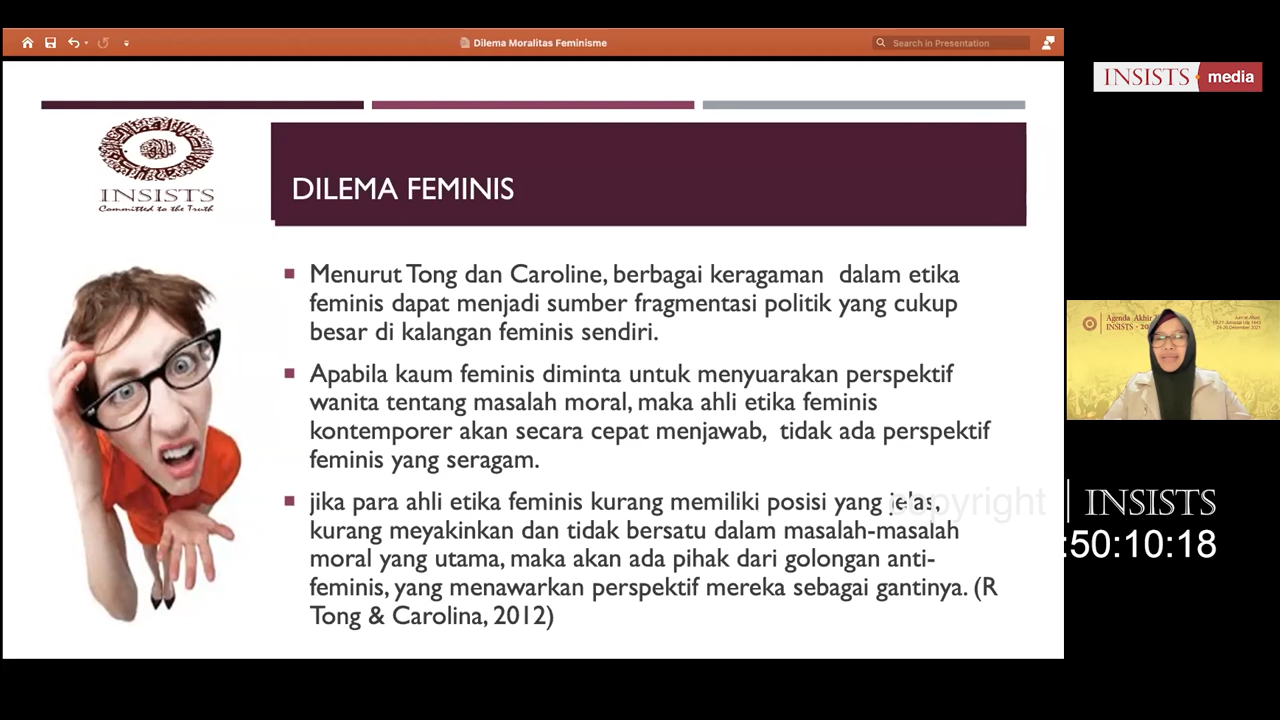 Dilema Moralitas Feminisme
Search in Presentation
INSISTS media
INSISTS
Committed to the Truth
DILEMA FEMINIS
Menurut Tong dan Caroline, berbagai keragaman dalam etika
feminis dapat menjadi sumber fragmentasi politik yang cukup
besar di kalangan feminis sendiri.
Apabila kaum feminis diminta untuk menyuarakan perspektif
wanita tentang masalah moral, maka ahli etika feminis
kontemporer akan secara cepat menjawab, tidak ada perspektif
feminis yang seragam.
jika para ahli etika feminis kurang memiliki posisi yang jelas,
kurang meyakinkan dan tidak bersatu dalam masalah-masalah
moral yang utama, maka akan ada pihak dari golongan anti-
feminis, yang menawarkan perspektif mereka sebagai gantinya. (R
Tong & Carolina, 2012)
copyright
Agenda Akhir
INSISTS
INSISTS
:50:10:18